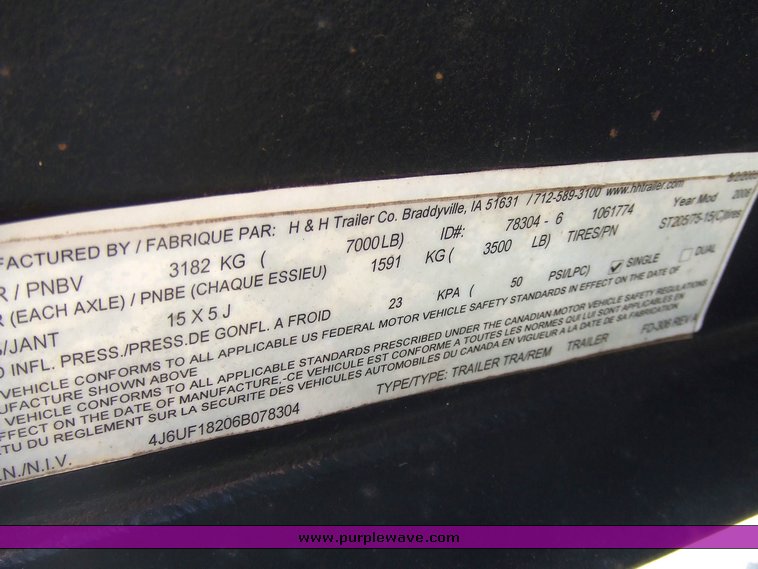 FACTURED BY / FABRIQUE PAR: H & H Trailer Co. Braddyville, IA 51631 / 712-589-3100 www.hhtrailer.com
R / PNBV 3182 KG ( 7000 LB) ID#: 78304 - 6 1061774 Year Mod 2006
R (EACH AXLE) / PNBE (CHAQUE ESSIEU) 1591 KG ( 3500 LB) TIRES/PN ST205/75-15(C)tires
S/JANT 15 X 5 J 23 KPA ( 50 PSI/LPC) SINGLE DUAL
D INFL. PRESS./PRESS.DE GONFL. A FROID
VEHICLE CONFORMS TO ALL APPLICABLE US FEDERAL MOTOR VEHICLE SAFETY STANDARDS IN EFFECT ON THE DATE OF
NUFACTURE SHOWN ABOVE
VEHICLE CONFORMS TO ALL APPLICABLE STANDARDS PRESCRIBED UNDER THE CANADIAN MOTOR VEHICLE SAFETY REGULATIONS
EFFECT ON THE DATE OF MANUFACTURE,-CE VEHICULE EST CONFORME A TOUTES LES NORMES QUI LUI SONT APPLICABLES EN
TU DU REGLEMENT SUR LA SECURITE DES VEHICULES AUTOMOBILES DU CANADA EN VIGUEUR A LA DATE DE SA FABRICATION
I.N./N.I.V. 4J6UF18206B078304 TYPE/TYPE: TRAILER TRA/REM TRAILER FD-306 REV A
www.purplewave.com